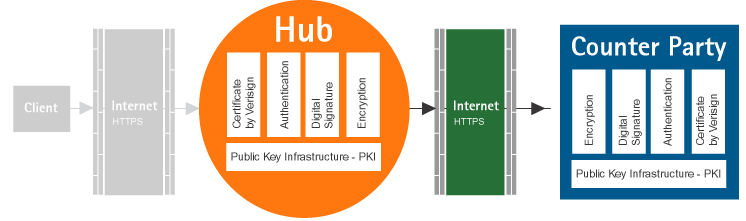 Client
Internet
HTTPS
Hub
Certificate
by Verisign
Authentication
Digital
Signature
Encryption
Public Key Infrastructure - PKI
Internet
HTTPS
Counter Party
Encryption
Digital
Signature
Authentication
Certificate
by Verisign
Public Key Infrastructure - PKI